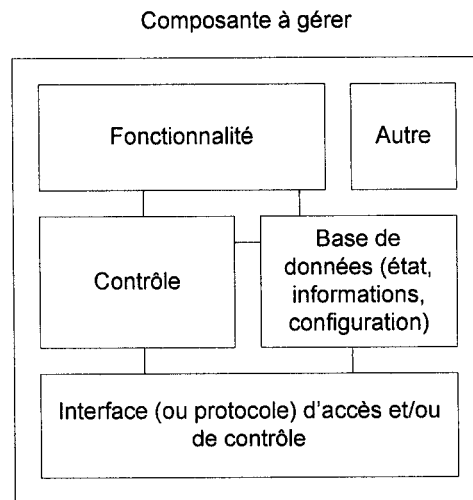 Composante à gérer
Fonctionnalité
Autre
Contrôle
Base de
données (état,
informations,
configuration)
Interface (ou protocole) d'accès et/ou
de contrôle